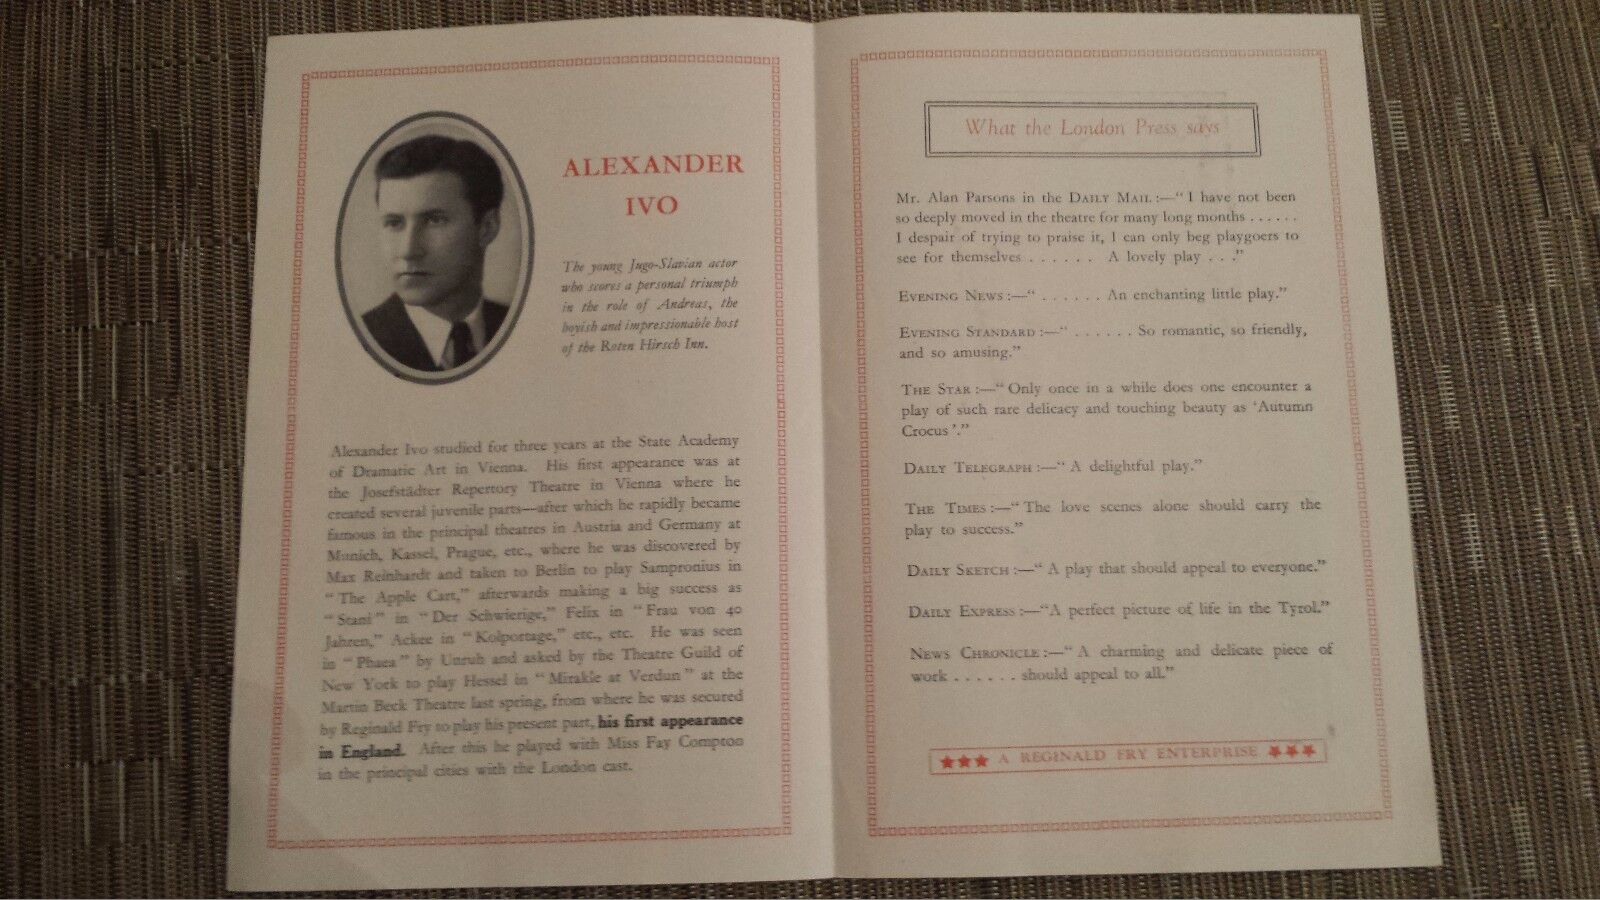 ALEXANDER
IVO
The young Jugo-Slavian actor
who scores a personal triumph
in the role of Andreas, the
boyish and impressionable host
of the Roten Hirsch Inn.
Alexander Ivo studied for three years at the State Academy
of Dramatic Art in Vienna. His first appearance was at
the Josefstädter Repertory Theatre in Vienna where he
created several juvenile parts—after which he rapidly became
famous in the principal theatres in Austria and Germany at
Munich, Kassel, Prague, etc., where he was discovered by
Max Reinhardt and taken to Berlin to play Sampronius in
“The Apple Cart,” afterwards making a big success as
“Stani” in “Der Schwierige,” Felix in “Frau von 40
Jahren,” Ackee in “Kolportage,” etc., etc. He was seen
in “Phaea” by Unruh and asked by the Theatre Guild of
New York to play Hessel in “Mirakle at Verdun” at the
Martin Beck Theatre last spring, from where he was secured
by Reginald Fry to play his present part, his first appearance
in England. After this he played with Miss Fay Compton
in the principal cities with the London cast.
What the London Press says
Mr. Alan Parsons in the DAILY MAIL :—“ I have not been
so deeply moved in the theatre for many long months . . . . . .
I despair of trying to praise it, I can only beg playgoers to
see for themselves . . . . . . A lovely play . . .”
EVENING NEWS :—“ . . . . . . An enchanting little play.”
EVENING STANDARD :—“ . . . . . . So romantic, so friendly,
and so amusing.”
THE STAR :—“ Only once in a while does one encounter a
play of such rare delicacy and touching beauty as ‘Autumn
Crocus ’.”
DAILY TELEGRAPH :—“ A delightful play.”
THE TIMES :—“ The love scenes alone should carry the
play to success.”
DAILY SKETCH :—“ A play that should appeal to everyone.”
DAILY EXPRESS :—“A perfect picture of life in the Tyrol.”
NEWS CHRONICLE :—“ A charming and delicate piece of
work . . . . . . should appeal to all.”
★★★ A REGINALD FRY ENTERPRISE ★★★